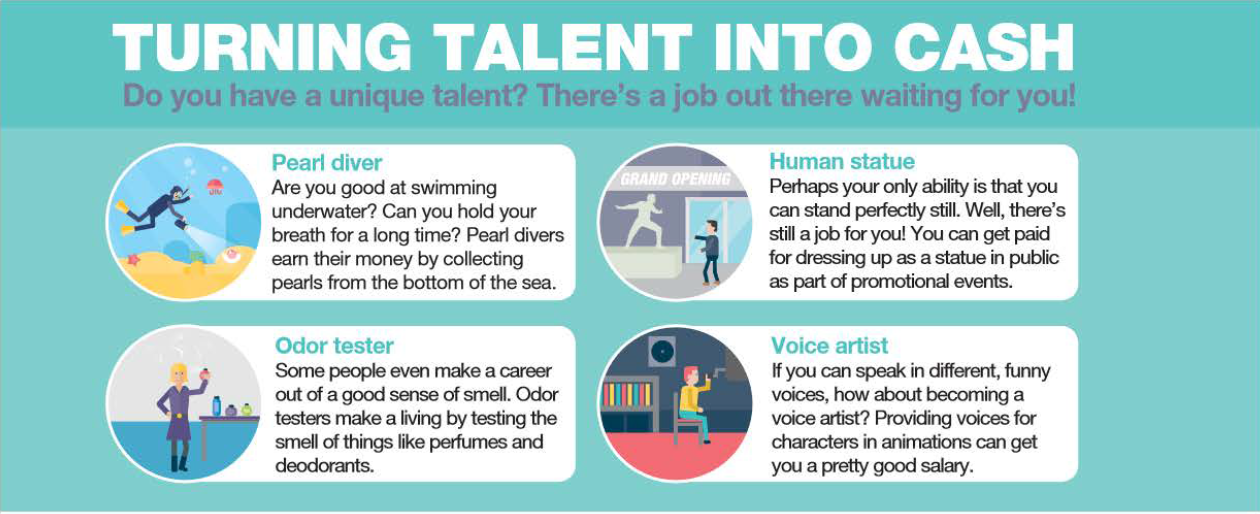 TURNING TALENT INTO CASH
Do you have a unique talent? There's a job out there waiting for you!
Pearl diver
Are you good at swimming
underwater? Can you hold your
breath for a long time? Pearl divers
earn their money by collecting
pearls from the bottom of the sea.
GRAND OPENING
Human statue
Perhaps your only ability is that you
can stand perfectly still. Well, there's
still a job for you! You can get paid
for dressing up as a statue in public
as part of promotional events.
Odor tester
Some people even make a career
out of a good sense of smell. Odor
testers make a living by testing the
smell of things like perfumes and
deodorants.
Voice artist
If you can speak in different, funny
voices, how about becoming a
voice artist? Providing voices for
characters in animations can get
you a pretty good salary.